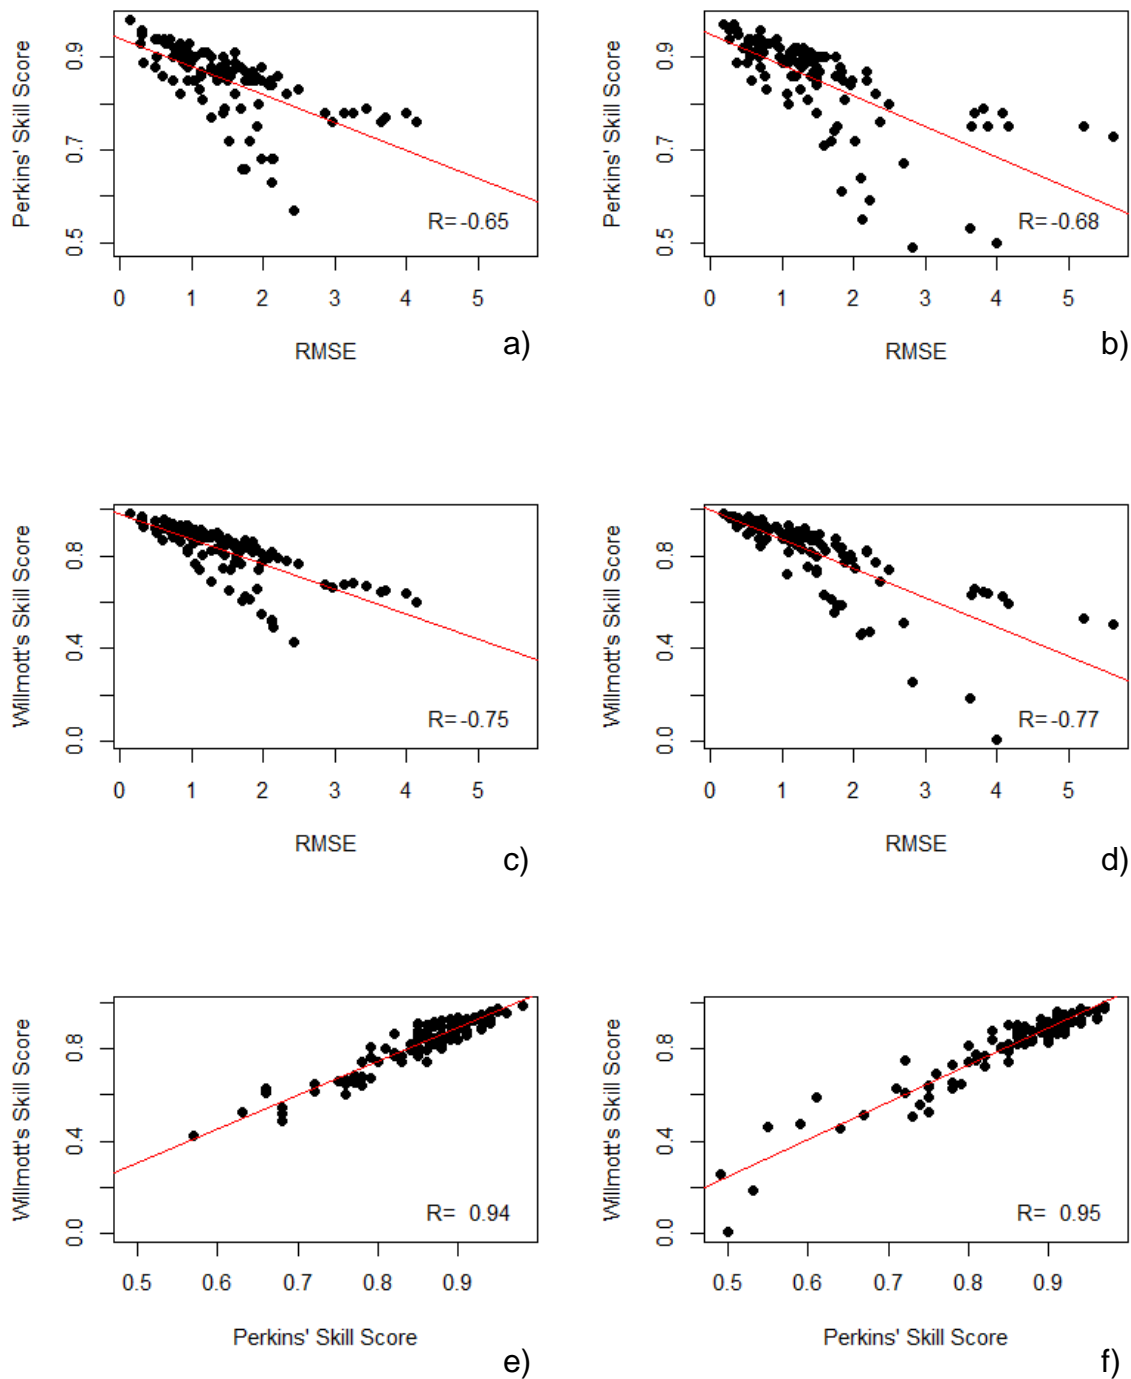 Perkins' Skill Score
0.9
0.7
0.5
R= -0.65
0 1 2 3 4 5
RMSE
a)
Perkins' Skill Score
0.9
0.7
0.5
R= -0.68
0 1 2 3 4 5
RMSE
b)
Willmott's Skill Score
0.8
0.4
0.0
R= -0.75
0 1 2 3 4 5
RMSE
c)
Willmott's Skill Score
0.8
0.4
0.0
R= -0.77
0 1 2 3 4 5
RMSE
d)
Willmott's Skill Score
0.8
0.4
0.0
R= 0.94
0.5 0.6 0.7 0.8 0.9
Perkins' Skill Score
e)
Willmott's Skill Score
0.8
0.4
0.0
R= 0.95
0.5 0.6 0.7 0.8 0.9
Perkins' Skill Score
f)